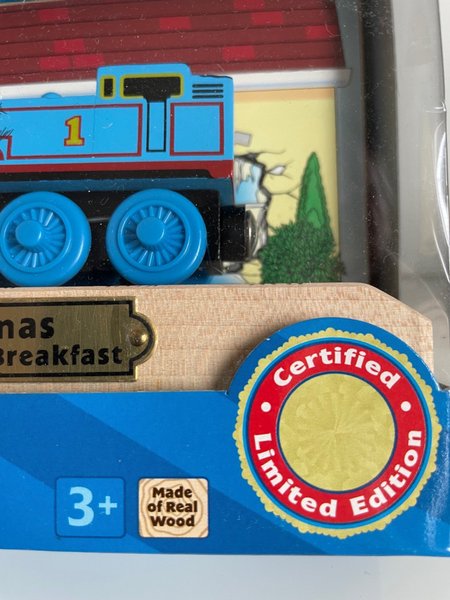 1
mas
Breakfast
Certified
Limited Edition
3+
Made
of Real
Wood